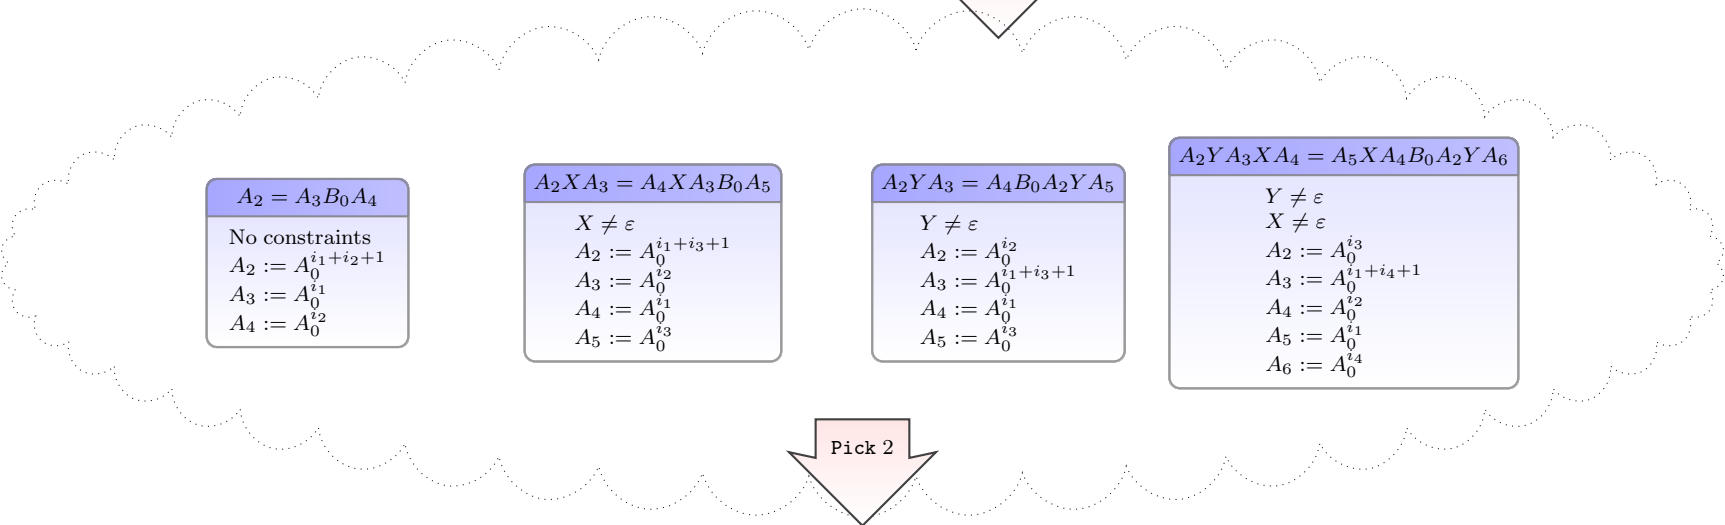 A₂ = A₃B₀A₄
No constraints
A₂ := A₀^{i₁+i₂+1}
A₃ := A₀^{i₁}
A₄ := A₀^{i₂}
A₂XA₃ = A₄XA₃B₀A₅
X ≠ ε
A₂ := A₀^{i₁+i₃+1}
A₃ := A₀^{i₂}
A₄ := A₀^{i₁}
A₅ := A₀^{i₃}
A₂YA₃ = A₄B₀A₂YA₅
Y ≠ ε
A₂ := A₀^{i₂}
A₃ := A₀^{i₁+i₃+1}
A₄ := A₀^{i₁}
A₅ := A₀^{i₃}
A₂YA₃XA₄ = A₅XA₄B₀A₂YA₆
Y ≠ ε
X ≠ ε
A₂ := A₀^{i₃}
A₃ := A₀^{i₁+i₄+1}
A₄ := A₀^{i₂}
A₅ := A₀^{i₁}
A₆ := A₀^{i₄}
Pick 2